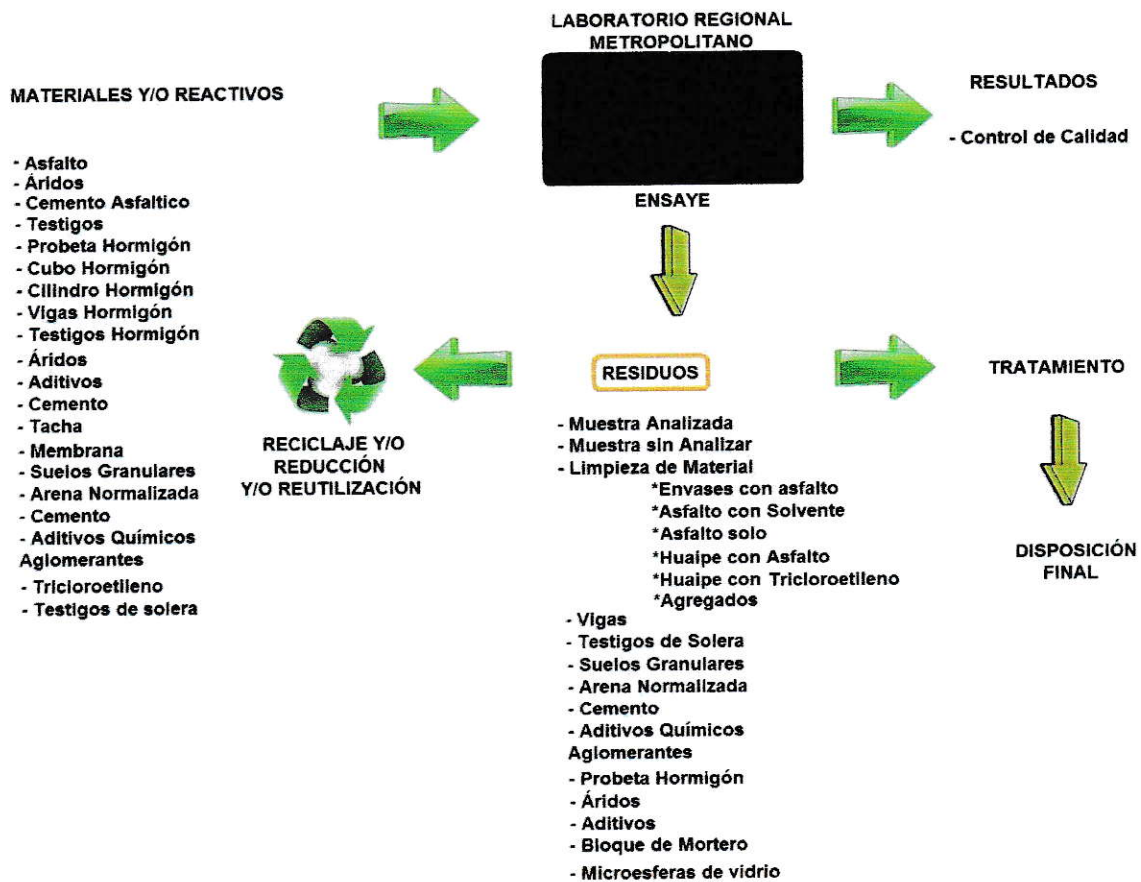 LABORATORIO REGIONAL
METROPOLITANO
MATERIALES Y/O REACTIVOS
RESULTADOS
- Control de Calidad
ENSAYE
- Asfalto
- Áridos
- Cemento Asfaltico
- Testigos
- Probeta Hormigón
- Cubo Hormigón
- Cilindro Hormigón
- Vigas Hormigón
- Testigos Hormigón
- Áridos
- Aditivos
- Cemento
- Tacha
- Membrana
- Suelos Granulares
- Arena Normalizada
- Cemento
- Aditivos Químicos
Aglomerantes
- Tricloroetileno
- Testigos de solera
RECICLAJE Y/O
REDUCCIÓN
Y/O REUTILIZACIÓN
RESIDUOS
- Muestra Analizada
- Muestra sin Analizar
- Limpieza de Material
*Envases con asfalto
*Asfalto con Solvente
*Asfalto solo
*Huaipe con Asfalto
*Huaipe con Tricloroetileno
*Agregados
- Vigas
- Testigos de Solera
- Suelos Granulares
- Arena Normalizada
- Cemento
- Aditivos Químicos
Aglomerantes
- Probeta Hormigón
- Áridos
- Aditivos
- Bloque de Mortero
- Microesferas de vidrio
TRATAMIENTO
DISPOSICIÓN
FINAL